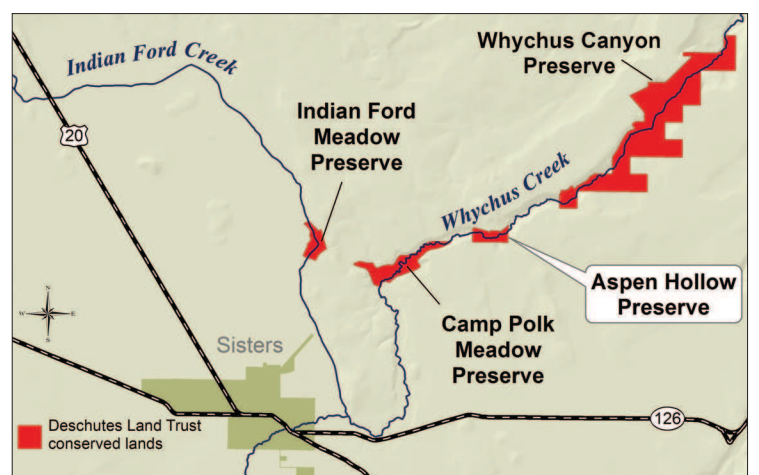 Indian Ford Creek
Whychus Canyon
Preserve
20
Indian Ford
Meadow
Preserve
Whychus Creek
Aspen Hollow
Preserve
N
W
E
S
Camp Polk
Meadow
Preserve
Sisters
126
Deschutes Land Trust
conserved lands